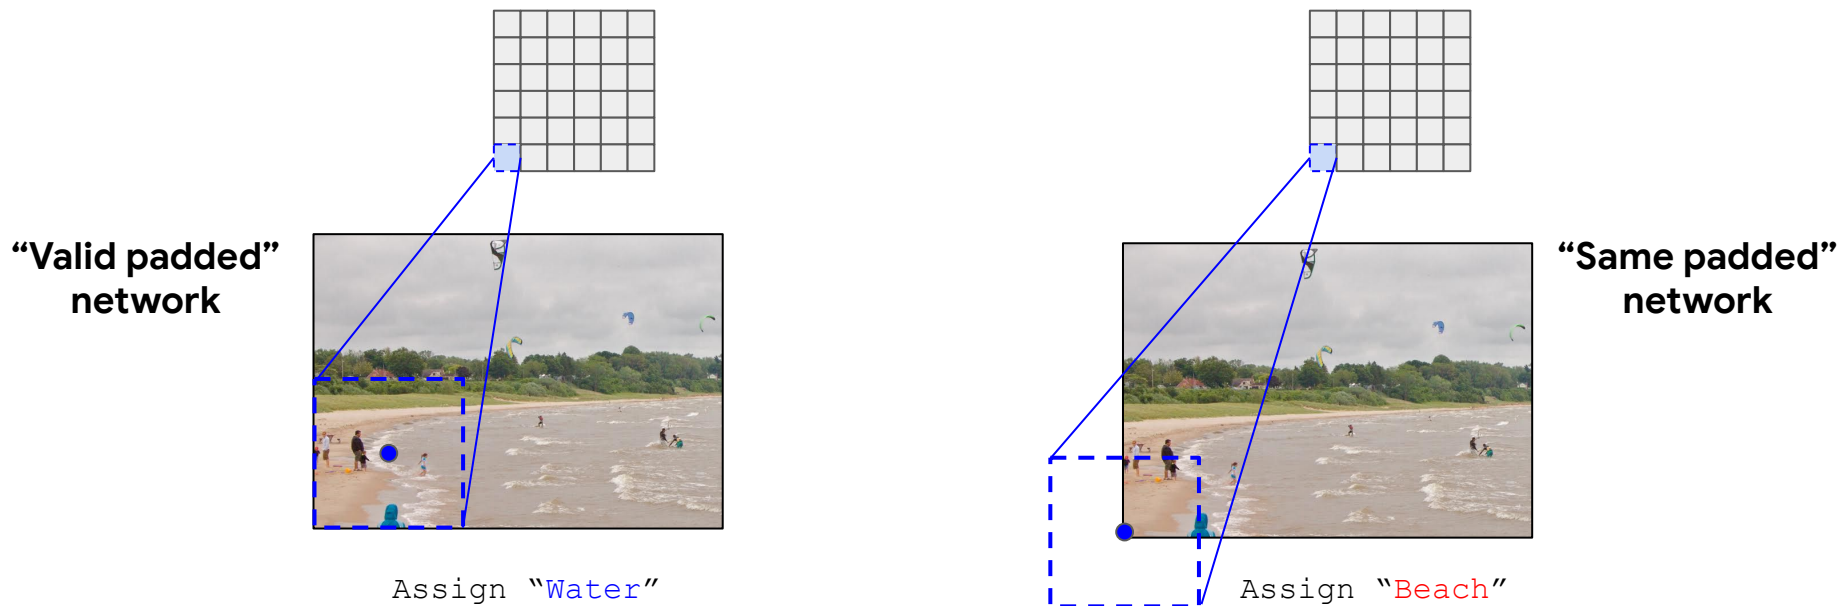 “Valid padded”
network
“Same padded”
network
Assign “Water”
Assign “Beach”